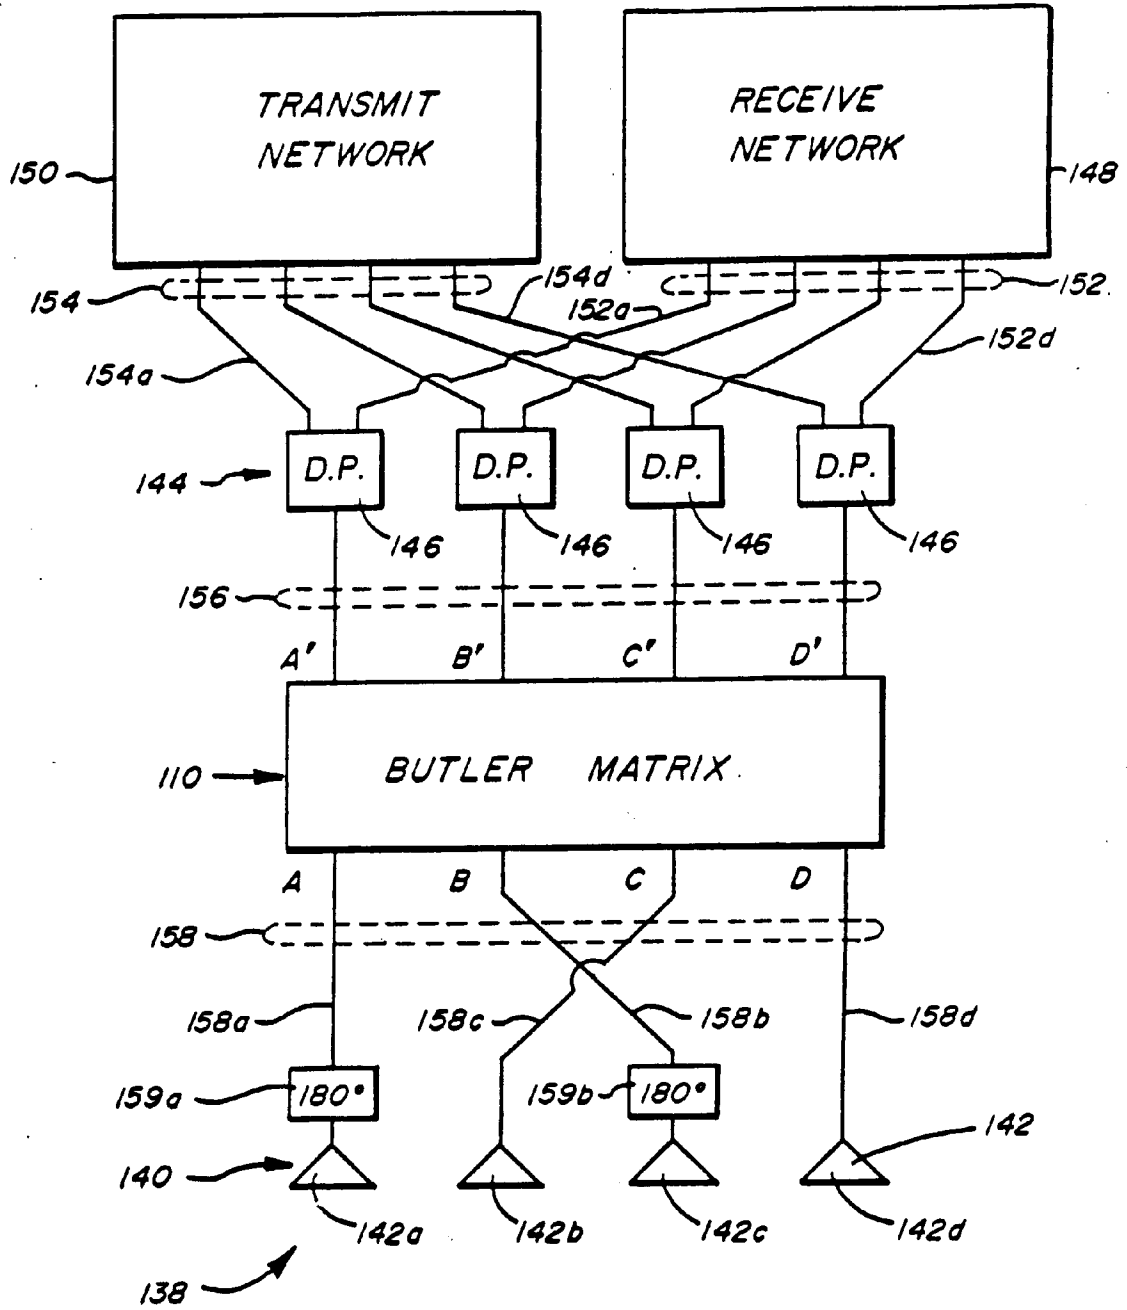 TRANSMIT
NETWORK
RECEIVE
NETWORK
150
148
154
154d
152a
152.
154a
152d
144
D.P.
D.P.
D.P.
D.P.
146
146
146
146
156
A'
B'
C'
D'
110
BUTLER MATRIX
A
B
C
D
158
158a
158c
158b
158d
159a
180°
159b
180°
142
140
142a
142b
142c
142d
138